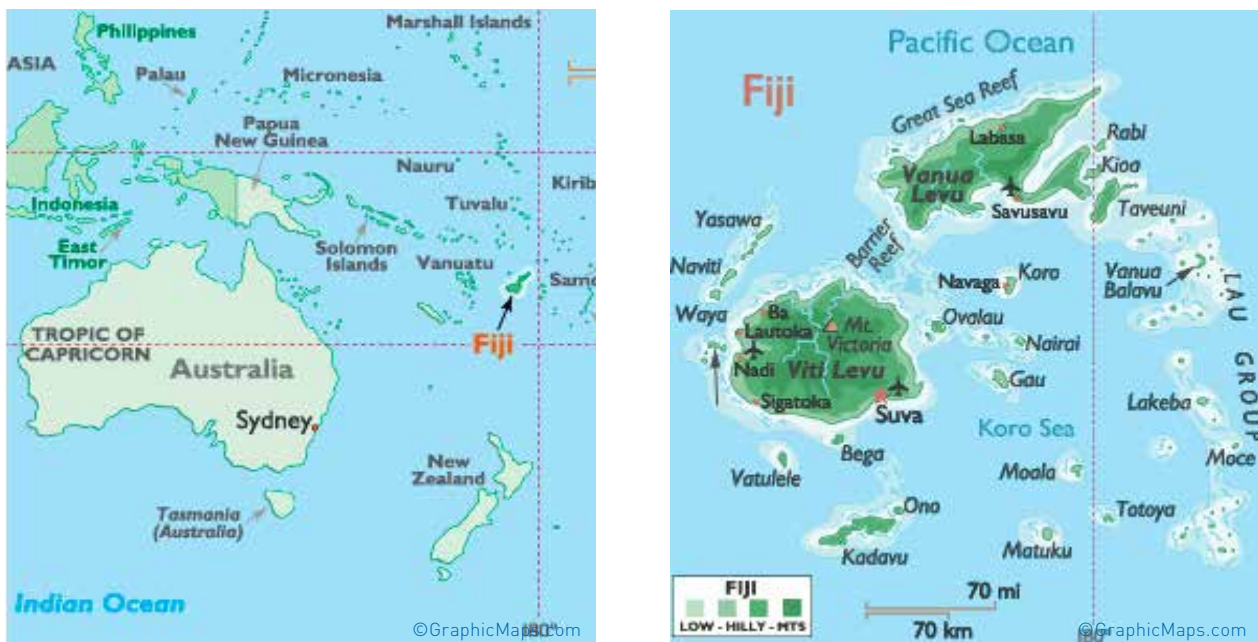 Philippines
Marshall Islands
ASIA
Palau
Micronesia
Papua
New Guinea
Nauru
Kirib
Tuvalu
Indonesia
East
Timor
Solomon
Islands
Vanuatu
Samo
Fiji
TROPIC OF
CAPRICORN
Australia
Sydney
New
Zealand
Tasmania
(Australia)
Indian Ocean
180°
©GraphicMaps.com
Pacific Ocean
Fiji
Great Sea Reef
Labasa
Rabi
Kioa
Vanua
Levu
Savusavu
Taveuni
Yasawa
Barrier
Reef
Naviti
Navaga
Koro
Vanua
Balavu
LAU GROUP
Waya
Ba
Lautoka
Mt.
Victoria
Ovalau
Nairai
Nadi
Viti Levu
Gau
Sigatoka
Suva
Lakeba
Koro Sea
Bega
Vatulele
Moala
Moce
Ono
Totoya
Kadavu
Matuku
FIJI
LOW - HILLY - MTS
70 mi
70 km
180°
©GraphicMaps.com